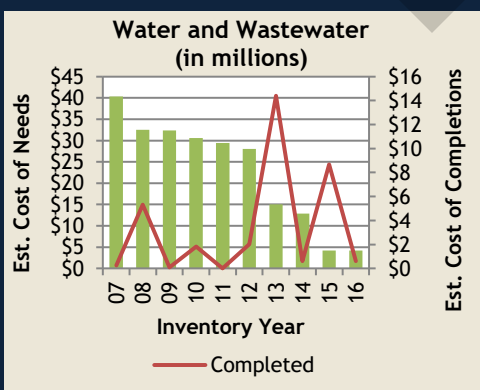 Water and Wastewater
(in millions)
Est. Cost of Needs
$45
$40
$35
$30
$25
$20
$15
$10
$5
$0
$16
$14
$12
$10
$8
$6
$4
$2
$0
Est. Cost of Completions
07 08 09 10 11 12 13 14 15 16
Inventory Year
Completed